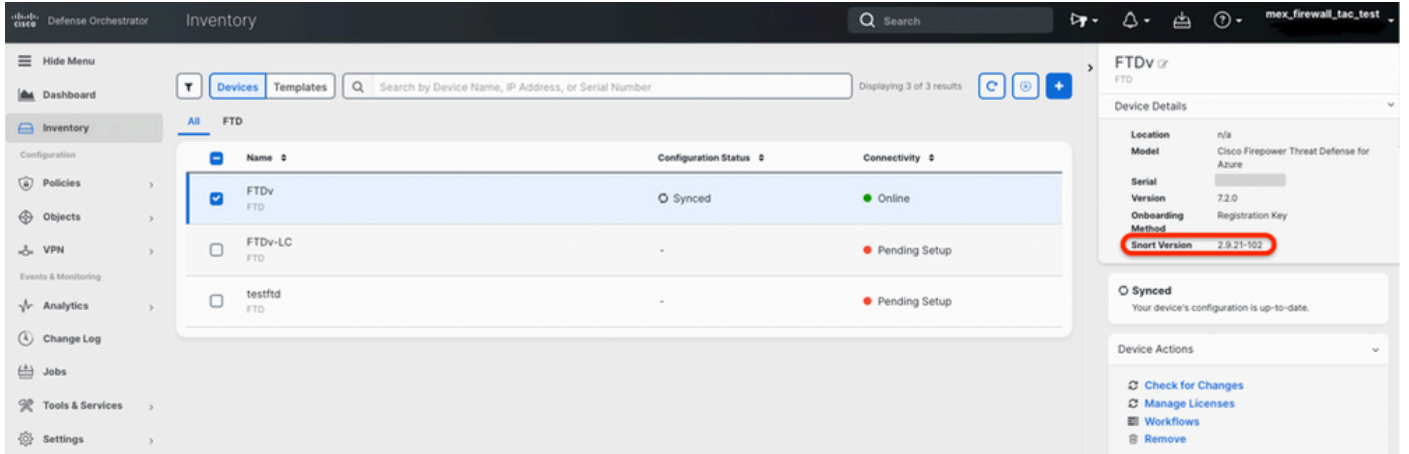 cisco Defense Orchestrator
Inventory
Search
mex_firewall_tac_test
Hide Menu
Dashboard
Inventory
Configuration
Policies
Objects
VPN
Events & Monitoring
Analytics
Change Log
Jobs
Tools & Services
Settings
Devices Templates
Search by Device Name, IP Address, or Serial Number
Displaying 3 of 3 results
All FTD
Name Configuration Status Connectivity
FTDv Synced Online
FTD
FTDv-LC - Pending Setup
FTD
testftd - Pending Setup
FTD
FTDv
FTD
Device Details
Location n/a
Model Cisco Firepower Threat Defense for
Azure
Serial
Version 7.2.0
Onboarding Registration Key
Method
Snort Version 2.9.21-102
Synced
Your device's configuration is up-to-date.
Device Actions
Check for Changes
Manage Licenses
Workflows
Remove